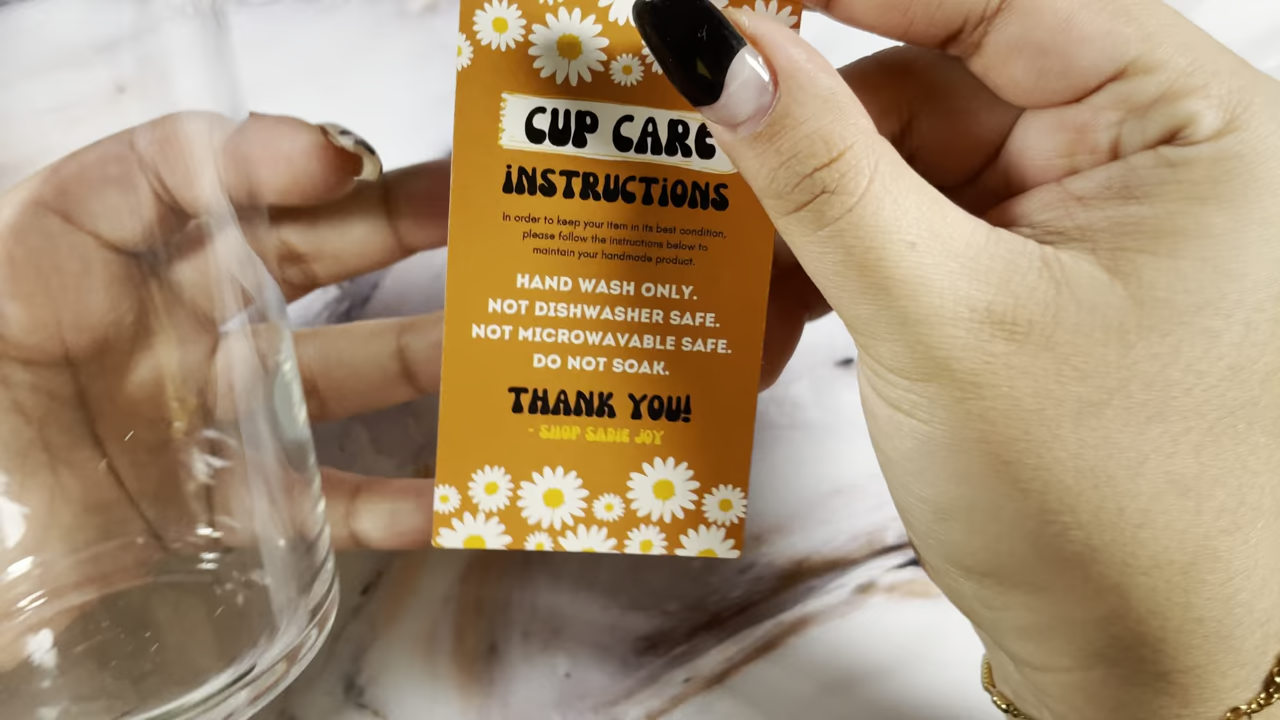 CUP CARE
iNSTRUCTiONS
In order to keep your item in its best condition,
please follow the instructions below to
maintain your handmade product.
HAND WASH ONLY.
NOT DISHWASHER SAFE.
NOT MICROWAVABLE SAFE.
DO NOT SOAK.
THANK YOU!
- SHOP SADIE JOY